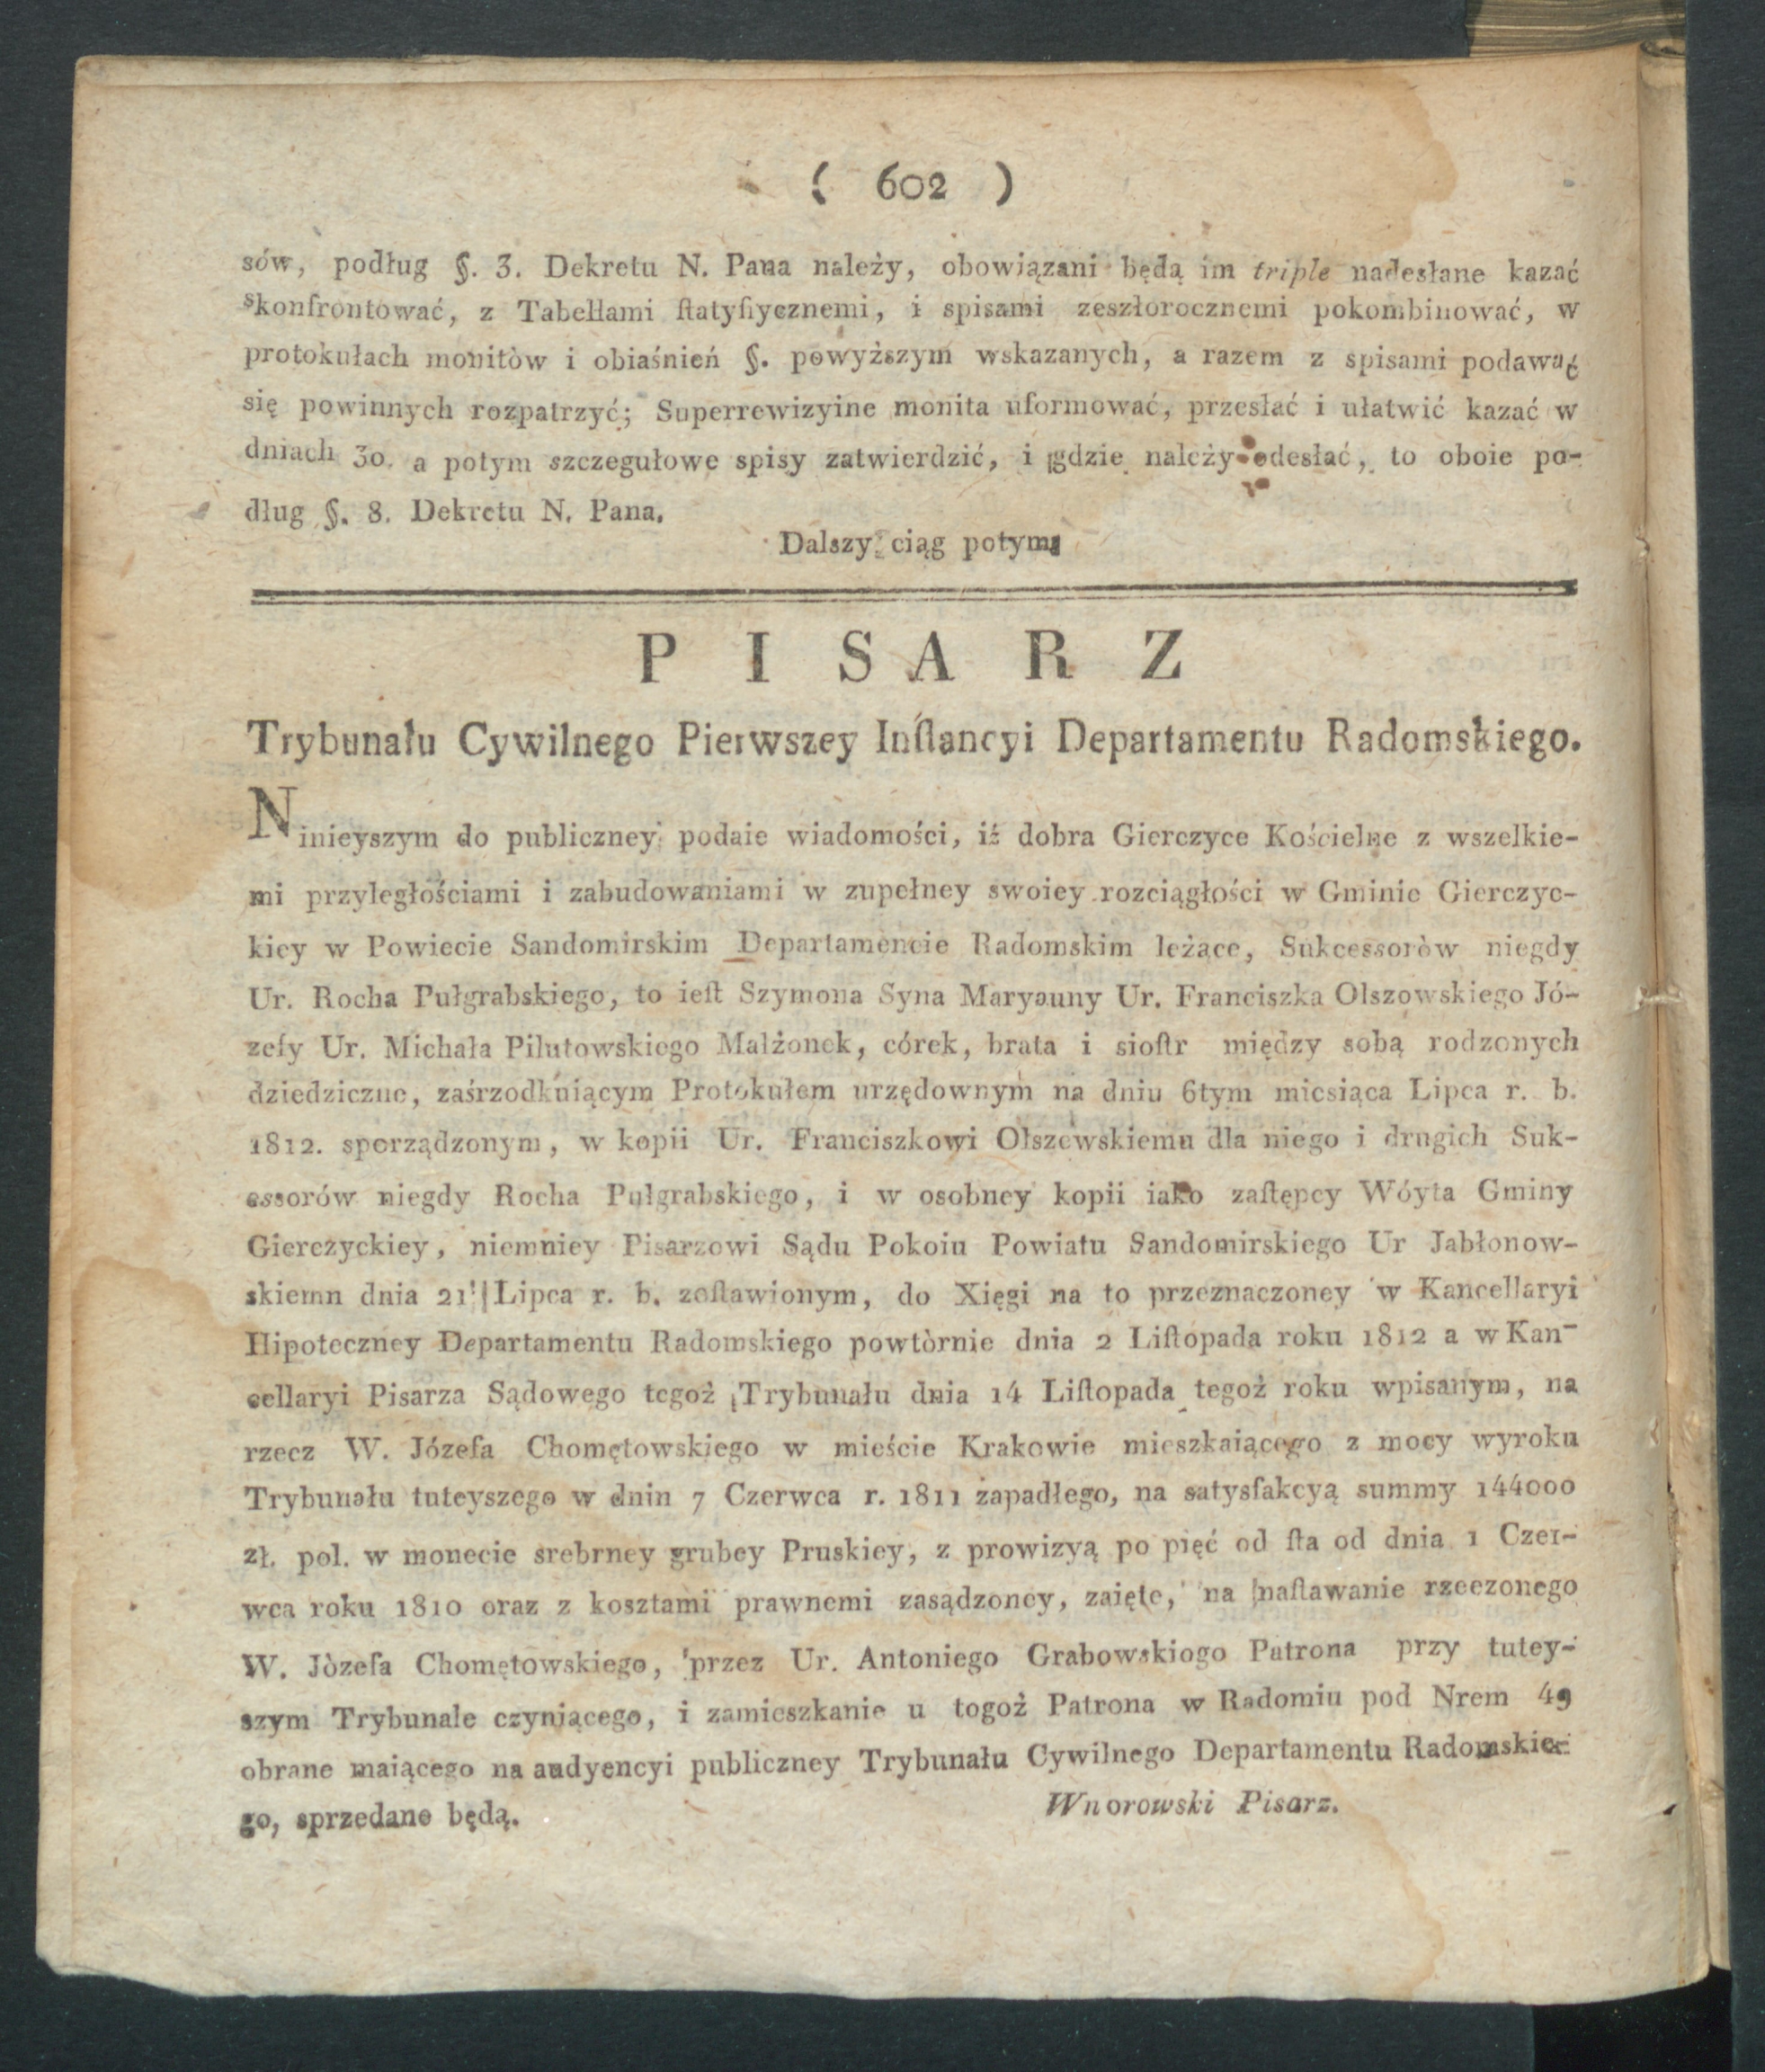 ( 602 )
sów, podług §. 3. Dekretu N. Pana należy, obowiązani będą im triple nadesłane kazać
skonfrontować, z Tabellami statystycznemi, i spisami zeszłorocznemi pokombinować, w
protokułach monitòw i obiaśnień §. powyższym wskazanych, a razem z spisami podawać
się powinnych rozpatrzyć; Superrewizyine monita uformować, przesłać i ułatwić kazać w
dniach 30. a potym szczegułowe spisy zatwierdzić, i gdzie należy odesłać, to oboie po-
dług §. 8. Dekretu N. Pana.
Dalszy ciąg potym
PISARZ
Trybunału Cywilnego Pierwszey Instancyi Departamentu Radomskiego.
Ninieyszym do publiczney podaie wiadomości, iż dobra Gierczyce Kościelne z wszelkie-
mi przyległościami i zabudowaniami w zupełney swoiey rozciągłości w Gminie Gierczyc-
kiey w Powiecie Sandomirskim Departamencie Radomskim leżące, Sukcessoròw niegdy
Ur. Rocha Pułgrabskiego, to iest Szymona Syna Maryanny Ur. Franciszka Olszowskiego Jó-
zefy Ur. Michała Pilutowskiego Małżonek, córek, brata i siostr między sobą rodzonych
dziedziczne, zaśrzodkuiącym Protokułem urzędownym na dniu 6tym miesiąca Lipca r. b.
1812. sporządzonym, w kopii Ur. Franciszkowi Olszewskiemu dla niego i drugich Suk-
essorów niegdy Rocha Pułgrabskiego, i w osobney kopii iako zastępcy Wóyta Gminy
Gierczyckiey, niemniey Pisarzowi Sądu Pokoiu Powiatu Sandomirskiego Ur Jabłonow-
skiemn dnia 21 Lipca r. b. zostawionym, do Xięgi na to przeznaczoney w Kancellaryi
Hipoteczney Departamentu Radomskiego powtòrnie dnia 2 Listopada roku 1812 a w Kan-
cellaryi Pisarza Sądowego tegoż Trybunału dnia 14 Listopada tegoż roku wpisanym, na
rzecz W. Józefa Chomętowskiego w mieście Krakowie mieszkaiącego z mocy wyroku
Trybunału tuteyszego w dnin 7 Czerwca r. 1811 zapadłego, na satysfakcyą summy 144000
zł. pol. w monecie srebrney grubey Pruskiey, z prowizyą po pięć od sta od dnia 1 Czer-
wca roku 1810 oraz z kosztami prawnemi zasądzoney, zaięte, na nastawanie rzeczonego
W. Jòzefa Chomętowskiego, przez Ur. Antoniego Grabowskiogo Patrona przy tutey-
szym Trybunale czyniącego, i zamieszkanie u togoż Patrona w Radomiu pod Nrem 49
obrane maiącego na audyencyi publiczney Trybunału Cywilnego Departamentu Radomskie-
go, sprzedane będą.
Wnorowski Pisarz.